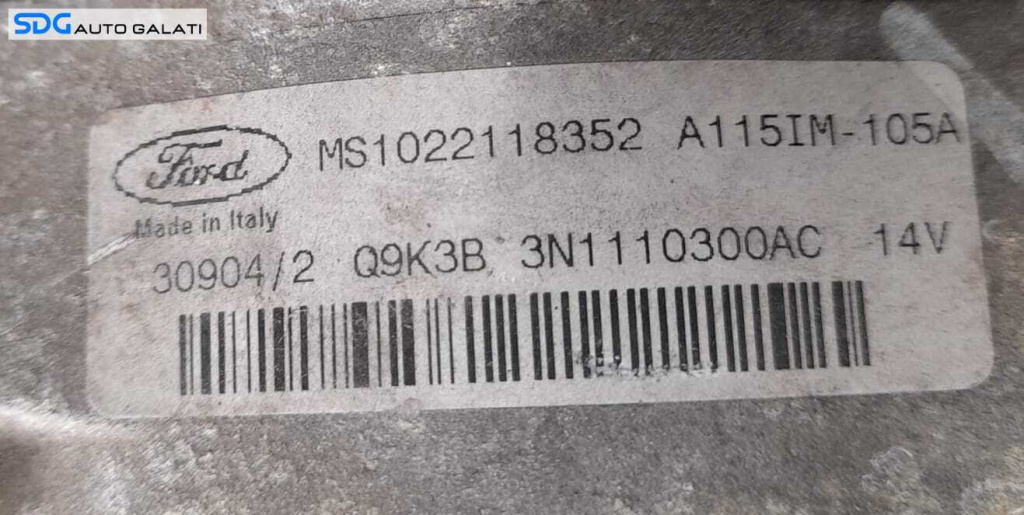 SDG AUTO GALATI
Ford MS1022118352 A115IM-105A
Made in Italy
30904/2 Q9K3B 3N1110300AC 14V